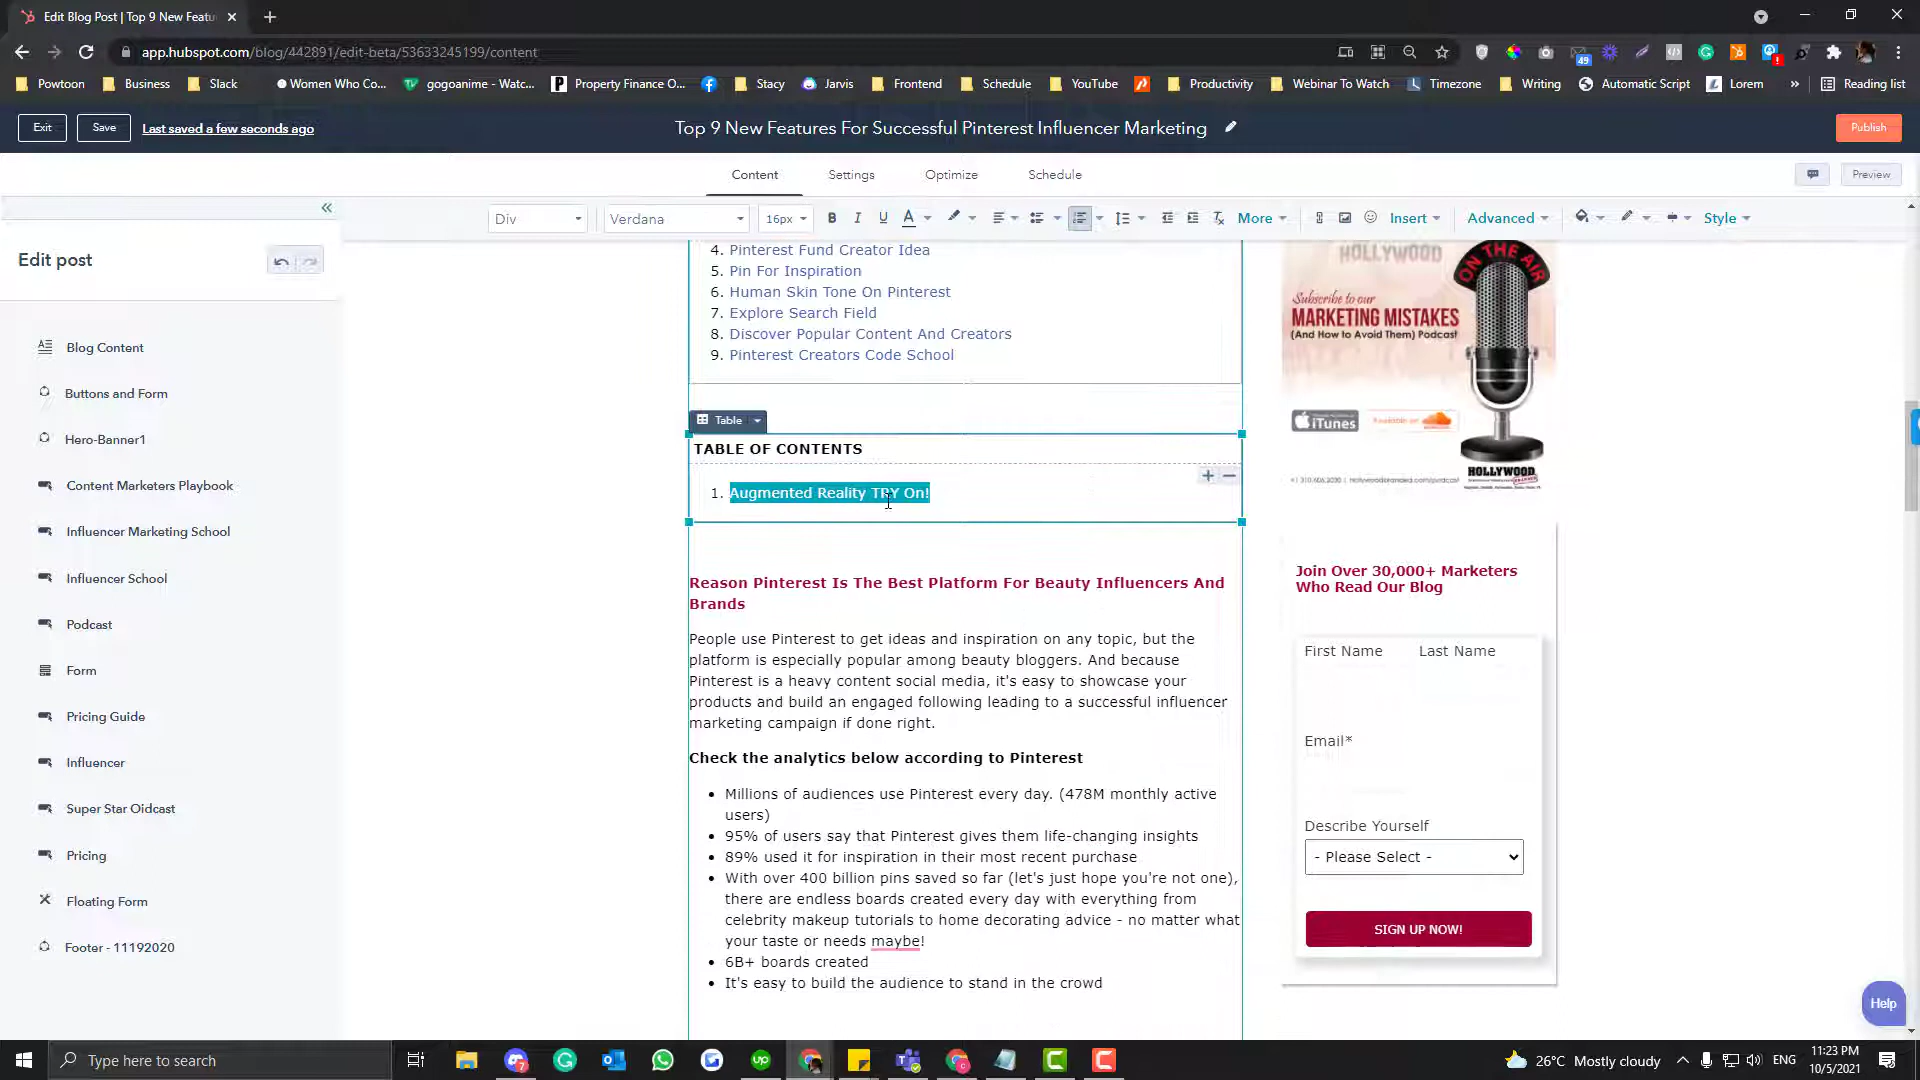 Edit Blog Post | Top 9 New Featu
app.hubspot.com/blog/442891/edit-beta/53633245199/content
49
Powtoon
Business
Slack
Women Who Co...
gogoanime - Watc...
Property Finance O...
Stacy
Jarvis
Frontend
Schedule
YouTube
Productivity
Webinar To Watch
Timezone
Writing
Automatic Script
Lorem
Reading list
Exit
Save
Last saved a few seconds ago
Top 9 New Features For Successful Pinterest Influencer Marketing
Publish
Content
Settings
Optimize
Schedule
Preview
Div
Verdana
16px
B
I
U
A
More
Insert
Advanced
Style
Edit post
Blog Content
Buttons and Form
Hero-Banner1
Content Marketers Playbook
Influencer Marketing School
Influencer School
Podcast
Form
Pricing Guide
Influencer
Super Star Oidcast
Pricing
Floating Form
Footer - 11192020
4. Pinterest Fund Creator Idea
5. Pin For Inspiration
6. Human Skin Tone On Pinterest
7. Explore Search Field
8. Discover Popular Content And Creators
9. Pinterest Creators Code School
Table
TABLE OF CONTENTS
1. Augmented Reality TRY On!
Reason Pinterest Is The Best Platform For Beauty Influencers And
Brands
People use Pinterest to get ideas and inspiration on any topic, but the
platform is especially popular among beauty bloggers. And because
Pinterest is a heavy content social media, it's easy to showcase your
products and build an engaged following leading to a successful influencer
marketing campaign if done right.
Check the analytics below according to Pinterest
Millions of audiences use Pinterest every day. (478M monthly active
users)
95% of users say that Pinterest gives them life-changing insights
89% used it for inspiration in their most recent purchase
With over 400 billion pins saved so far (let's just hope you're not one),
there are endless boards created every day with everything from
celebrity makeup tutorials to home decorating advice - no matter what
your taste or needs maybe!
6B+ boards created
It's easy to build the audience to stand in the crowd
HOLLYWOOD
ON THE AIR
Subscribe to our
MARKETING MISTAKES
(And How to Avoid Them) Podcast
iTunes
HOLLYWOOD
Join Over 30,000+ Marketers
Who Read Our Blog
First Name
Last Name
Email*
Describe Yourself
- Please Select -
SIGN UP NOW!
Help
Type here to search
26°C Mostly cloudy
ENG
11:23 PM
10/5/2021